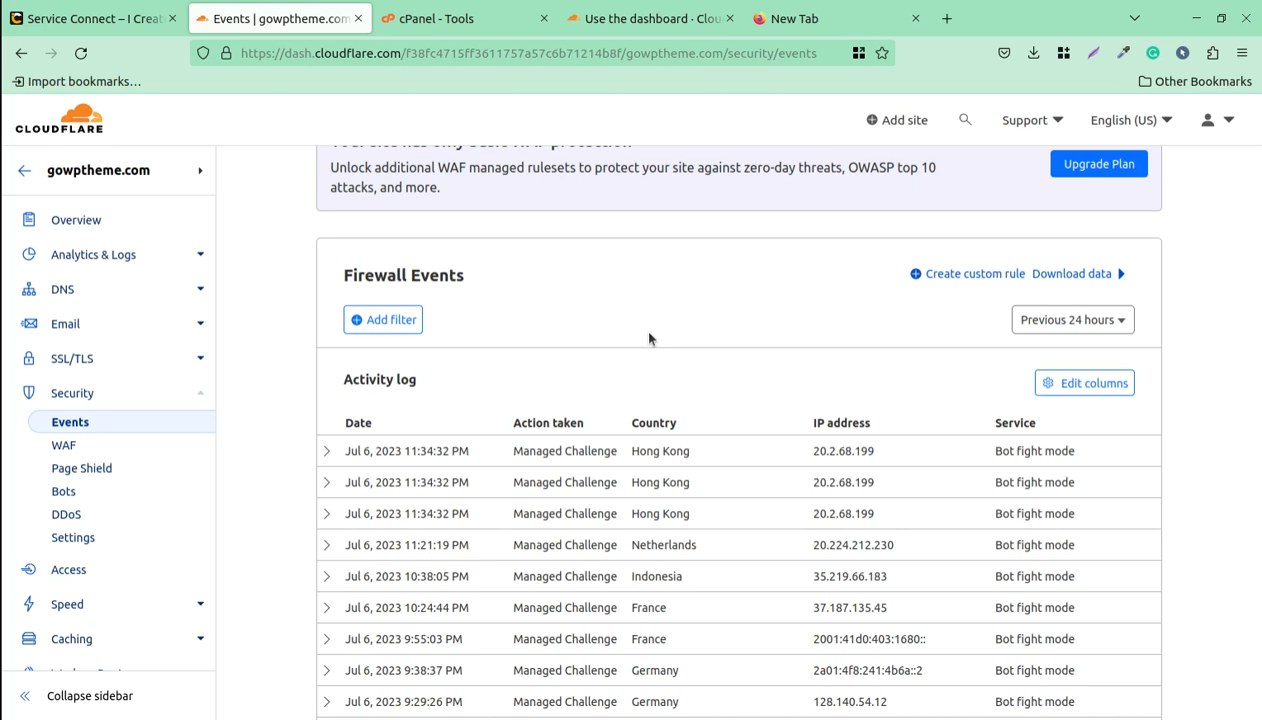 Service Connect – I Creat
Events | gowptheme.com
cPanel - Tools
Use the dashboard · Clou
New Tab
https://dash.cloudflare.com/f38fc4715ff3611757a57c6b71214b8f/gowptheme.com/security/events
Import bookmarks…
Other Bookmarks
CLOUDFLARE
Add site
Support
English (US)
gowptheme.com
Overview
Analytics & Logs
DNS
Email
SSL/TLS
Security
Events
WAF
Page Shield
Bots
DDoS
Settings
Access
Speed
Caching
Collapse sidebar
Your site has only basic WAF protection
Unlock additional WAF managed rulesets to protect your site against zero-day threats, OWASP top 10
attacks, and more.
Upgrade Plan
Firewall Events
Create custom rule
Download data
Add filter
Previous 24 hours
Activity log
Edit columns
Date Action taken Country IP address Service
Jul 6, 2023 11:34:32 PM Managed Challenge Hong Kong 20.2.68.199 Bot fight mode
Jul 6, 2023 11:34:32 PM Managed Challenge Hong Kong 20.2.68.199 Bot fight mode
Jul 6, 2023 11:34:32 PM Managed Challenge Hong Kong 20.2.68.199 Bot fight mode
Jul 6, 2023 11:21:19 PM Managed Challenge Netherlands 20.224.212.230 Bot fight mode
Jul 6, 2023 10:38:05 PM Managed Challenge Indonesia 35.219.66.183 Bot fight mode
Jul 6, 2023 10:24:44 PM Managed Challenge France 37.187.135.45 Bot fight mode
Jul 6, 2023 9:55:03 PM Managed Challenge France 2001:41d0:403:1680:: Bot fight mode
Jul 6, 2023 9:38:37 PM Managed Challenge Germany 2a01:4f8:241:4b6a::2 Bot fight mode
Jul 6, 2023 9:29:26 PM Managed Challenge Germany 128.140.54.12 Bot fight mode